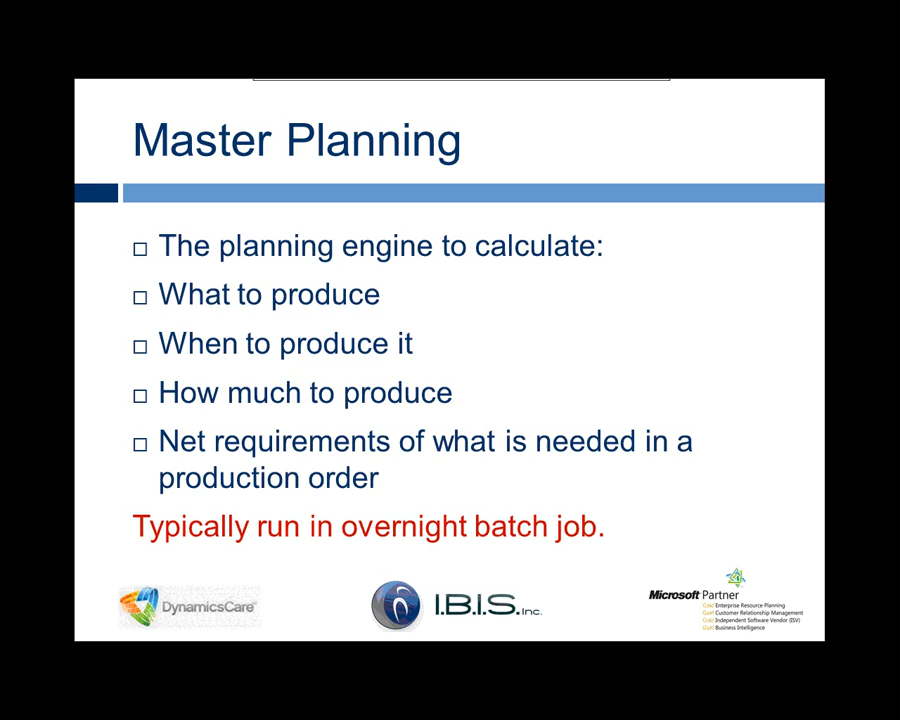 Master Planning
The planning engine to calculate:
What to produce
When to produce it
How much to produce
Net requirements of what is needed in a
production order
Typically run in overnight batch job.
DynamicsCare™
I.B.I.S. Inc.
Microsoft Partner
Gold Enterprise Resource Planning
Gold Customer Relationship Management
Gold Independent Software Vendor (ISV)
Gold Business Intelligence